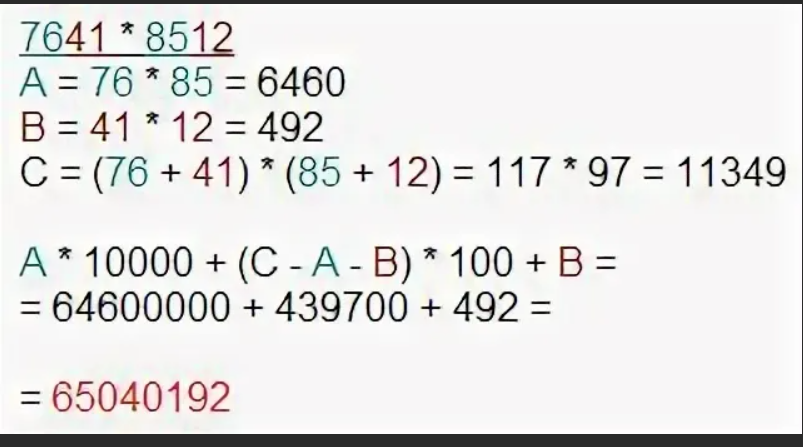 7641 * 8512
A = 76 * 85 = 6460
B = 41 * 12 = 492
C = (76 + 41) * (85 + 12) = 117 * 97 = 11349
A * 10000 + (C - A - B) * 100 + B =
= 64600000 + 439700 + 492 =
= 65040192